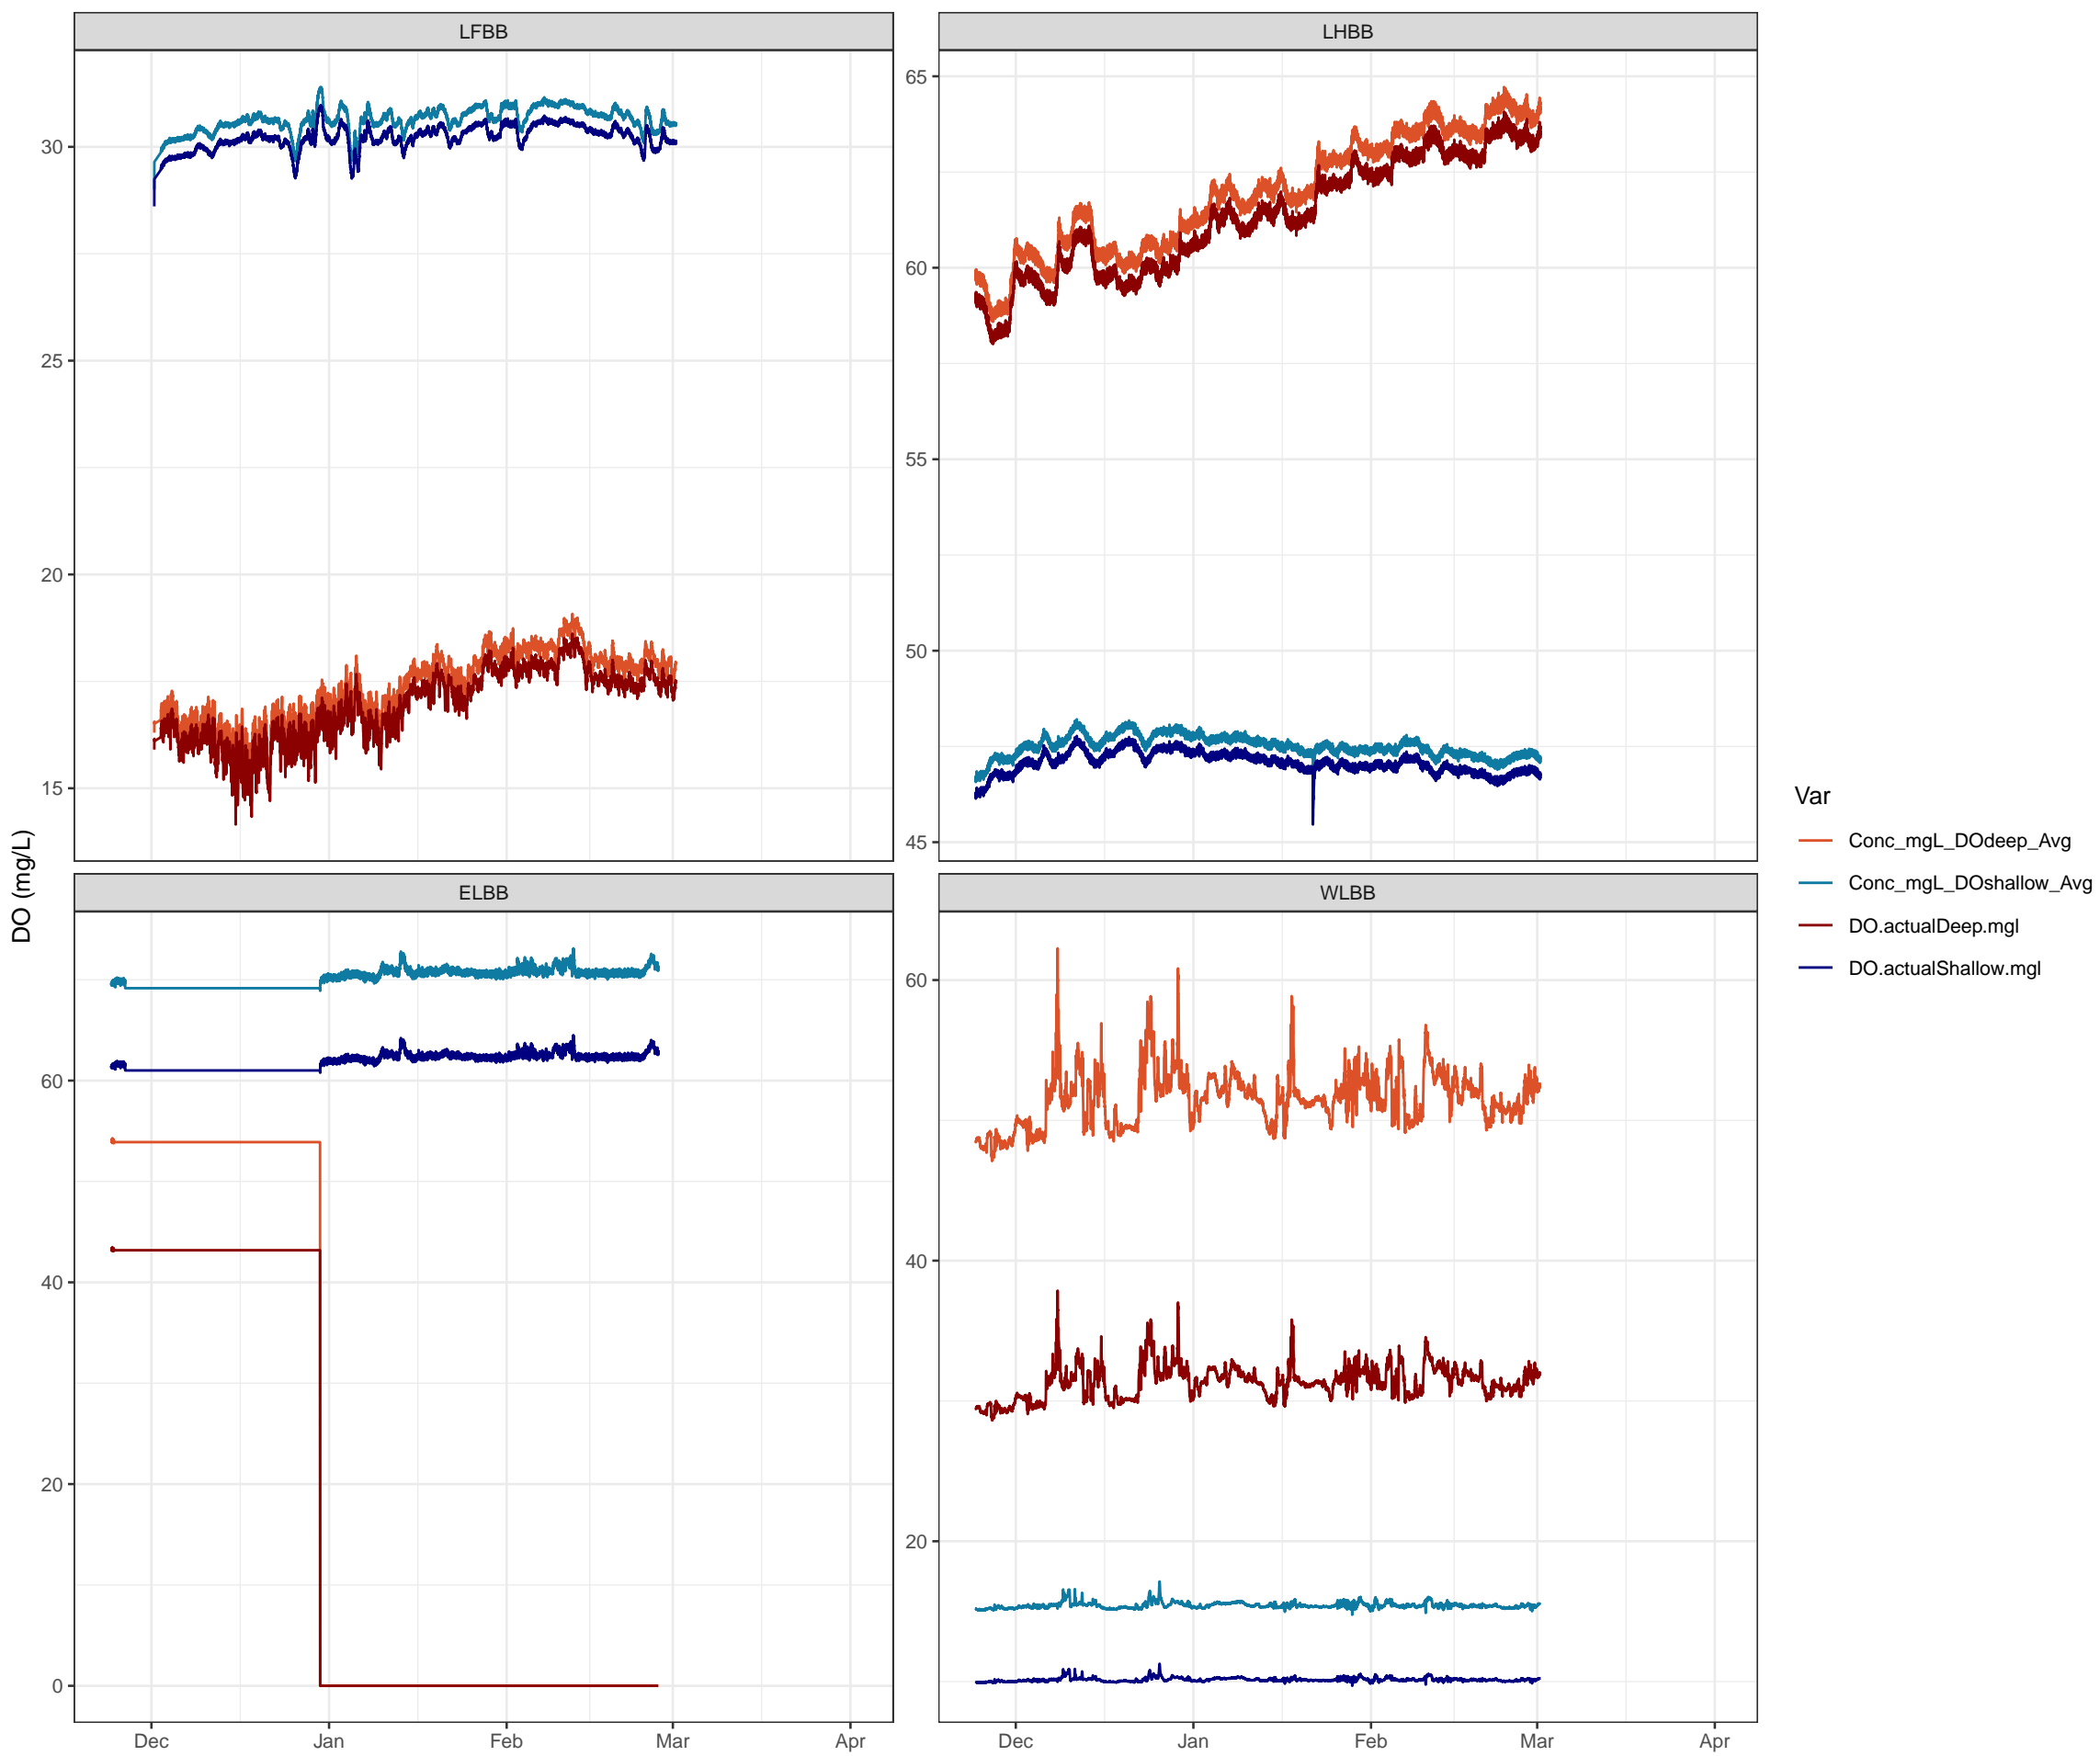 LFBB
LHBB
30
25
20
15
65
60
55
50
45
DO (mg/L)
ELBB
WLBB
60
40
20
0
60
40
20
Dec Jan Feb Mar Apr
Dec Jan Feb Mar Apr
Var
Conc_mgL_DOdeep_Avg
Conc_mgL_DOshallow_Avg
DO.actualDeep.mgl
DO.actualShallow.mgl